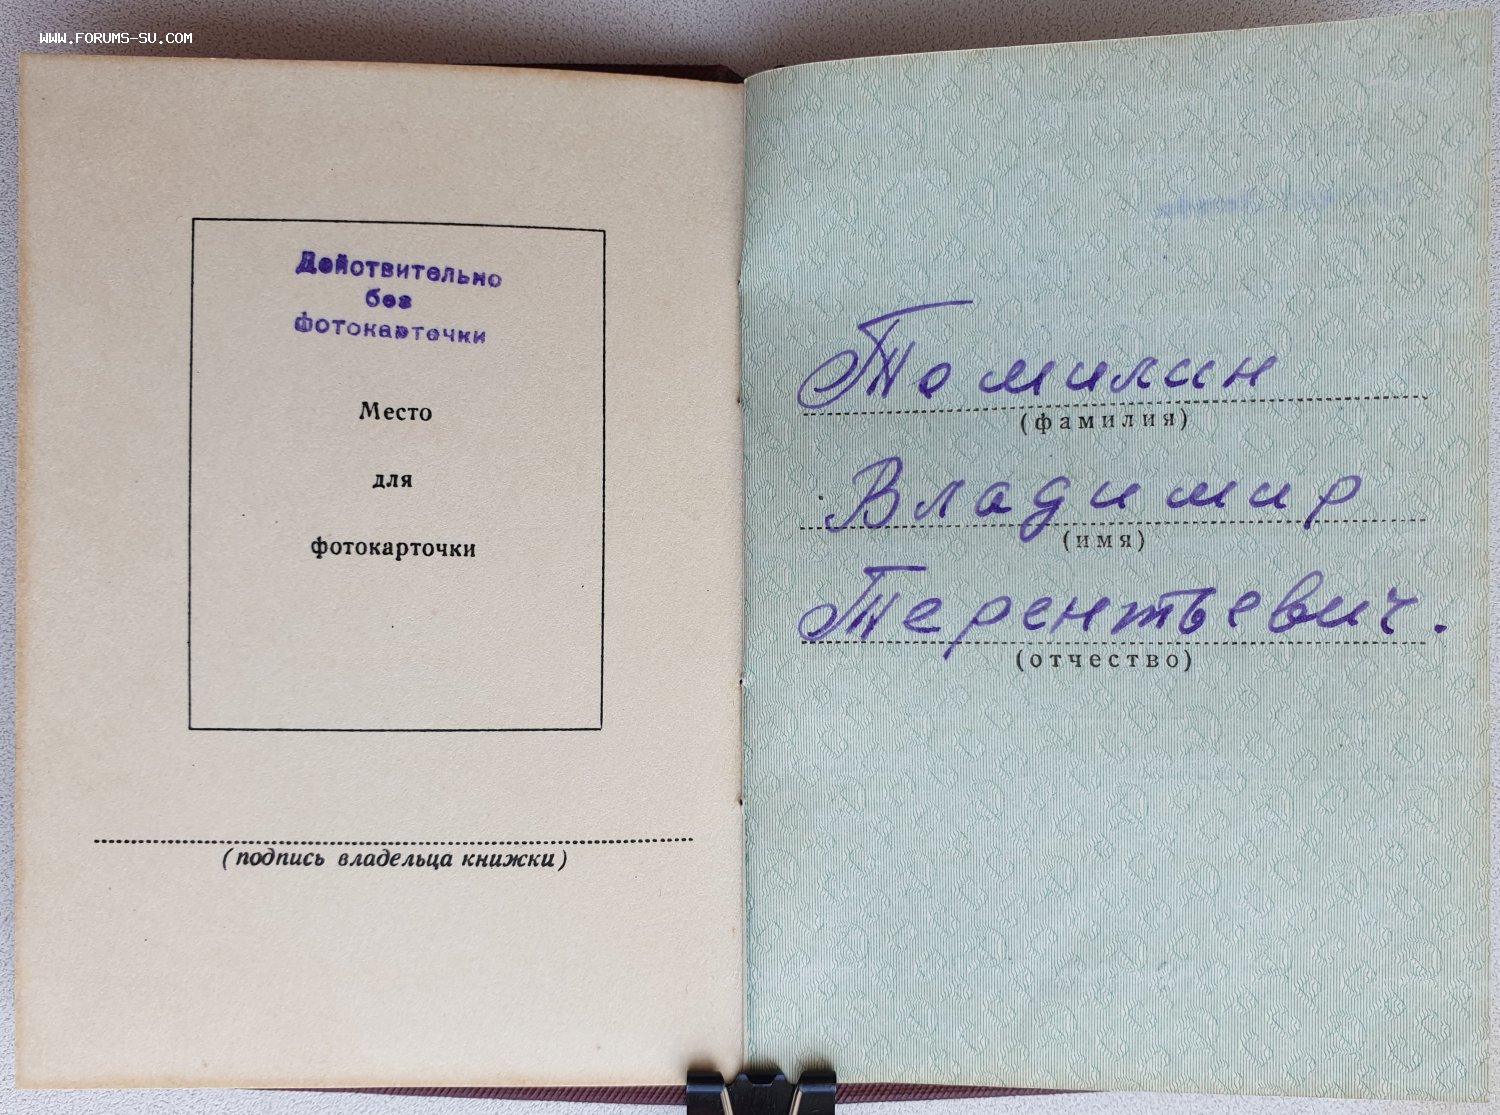 WWW.FORUMS-SU.COM
Действительно
без
фотокарточки
Место
для
фотокарточки
(подпись владельца книжки)
Томилин
(фамилия)
Владимир
(имя)
Терентьевич.
(отчество)